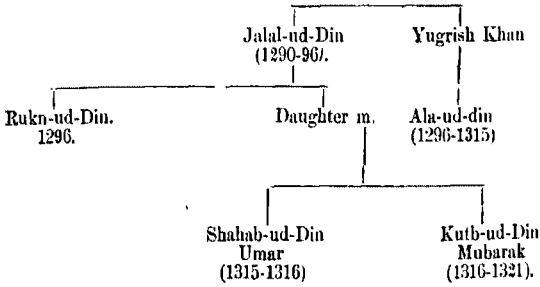 Jalal-ud-Din Yugrish Khan
(1290-96).
Rukn-ud-Din. Daughter m. Ala-ud-din
1296. (1296-1315)
Shahab-ud-Din Kutb-ud-Din
Umar Mubarak
(1315-1316) (1316-1321).